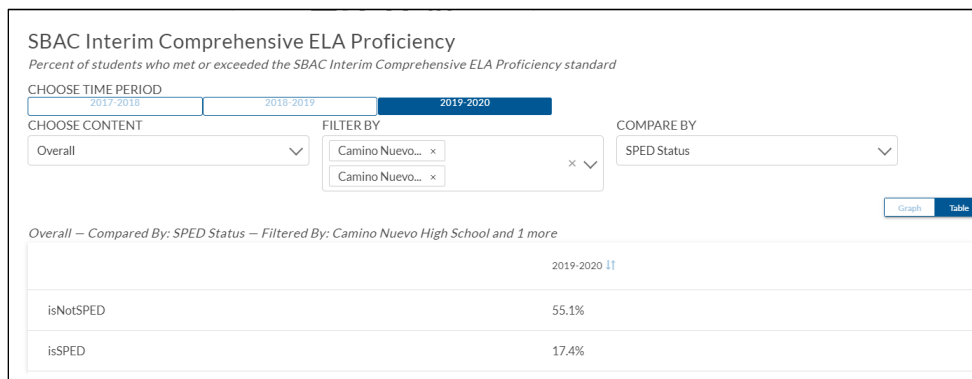 SBAC Interim Comprehensive ELA Proficiency
Percent of students who met or exceeded the SBAC Interim Comprehensive ELA Proficiency standard
CHOOSE TIME PERIOD
2017-2018 2018-2019 2019-2020
CHOOSE CONTENT FILTER BY COMPARE BY
Overall Camino Nuevo... × × SPED Status
Camino Nuevo... ×
Graph Table
Overall — Compared By: SPED Status — Filtered By: Camino Nuevo High School and 1 more
2019-2020
isNotSPED 55.1%
isSPED 17.4%